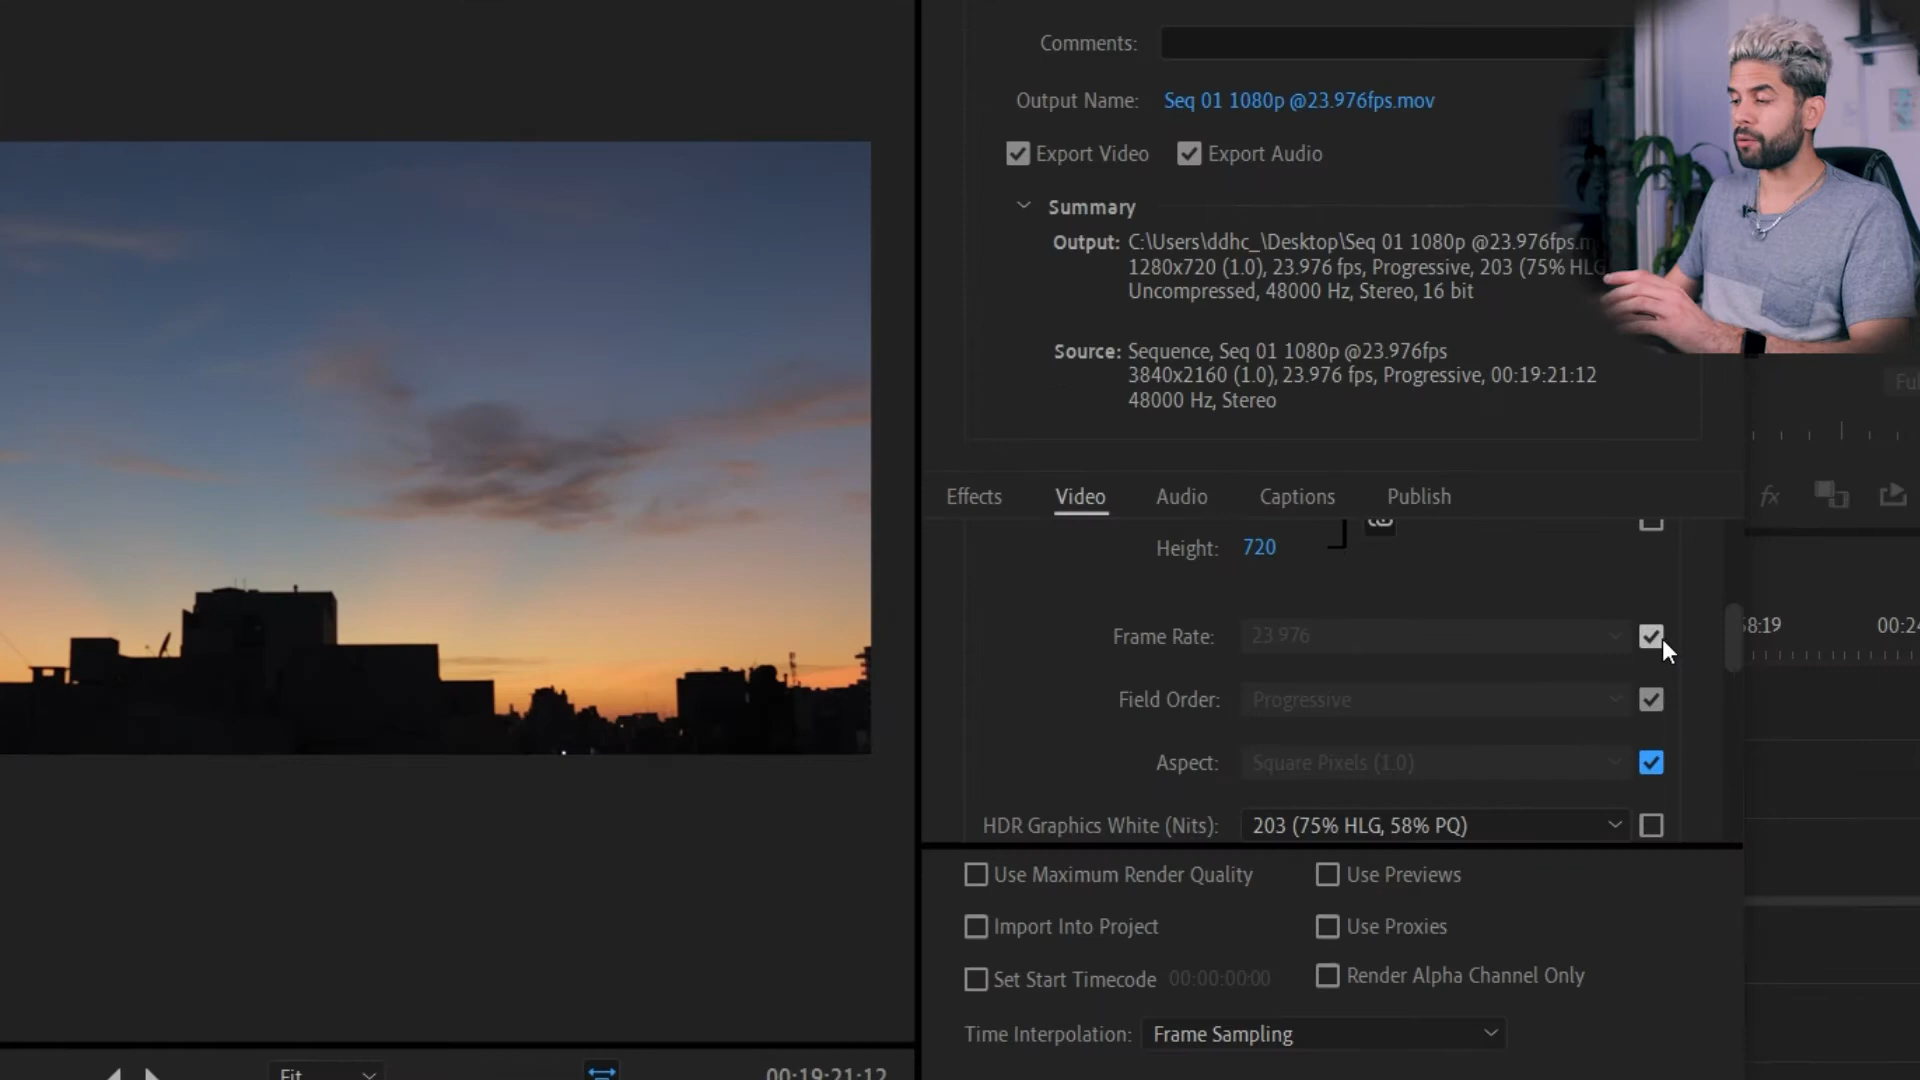 Comments:
Output Name: Seq 01 1080p @23.976fps.mov
Export Video Export Audio
Summary
Output: C:\Users\ddhc_\Desktop\Seq 01 1080p @23.976fps.m
1280x720 (1.0), 23.976 fps, Progressive, 203 (75% HLG
Uncompressed, 48000 Hz, Stereo, 16 bit
Source: Sequence, Seq 01 1080p @23.976fps
3840x2160 (1.0), 23.976 fps, Progressive, 00:19:21:12
48000 Hz, Stereo
Ful
Effects Video Audio Captions Publish
fx
Height: 720
Frame Rate: 23.976
58:19 00:24
Field Order: Progressive
Aspect: Square Pixels (1.0)
HDR Graphics White (Nits): 203 (75% HLG, 58% PQ)
Use Maximum Render Quality Use Previews
Import Into Project Use Proxies
Set Start Timecode 00:00:00:00 Render Alpha Channel Only
Time Interpolation: Frame Sampling
Fit 00:19:21:12